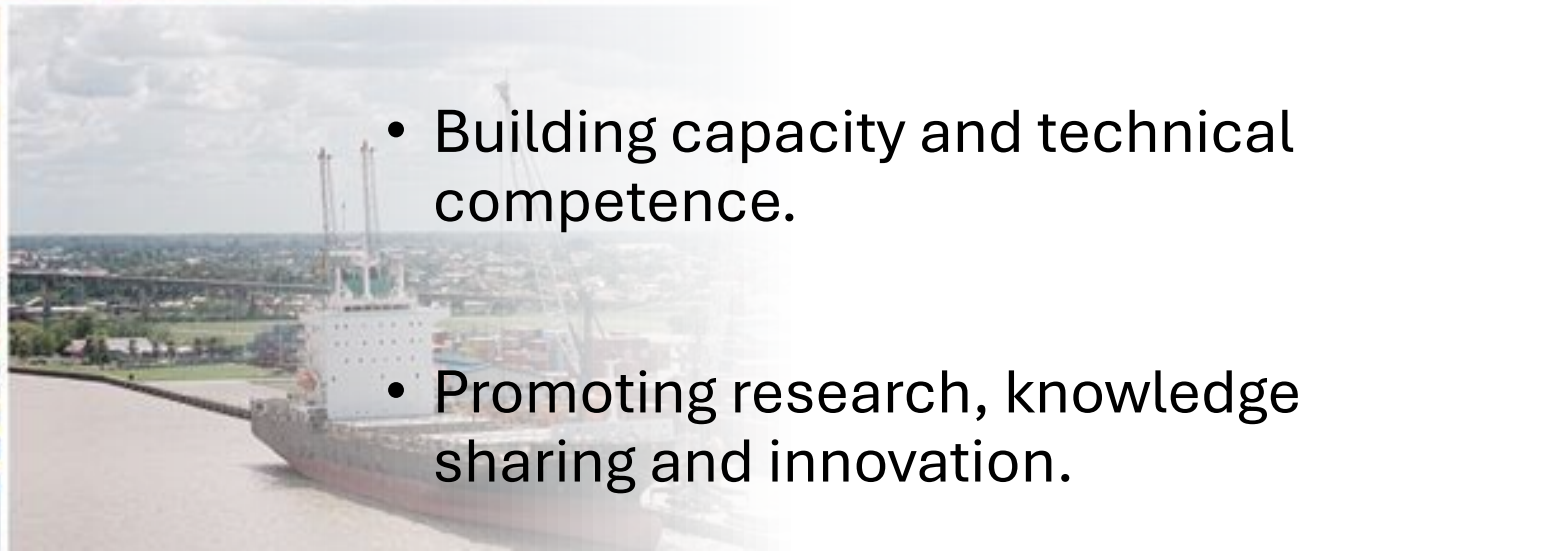 • Building capacity and technical
competence.
• Promoting research, knowledge
sharing and innovation.